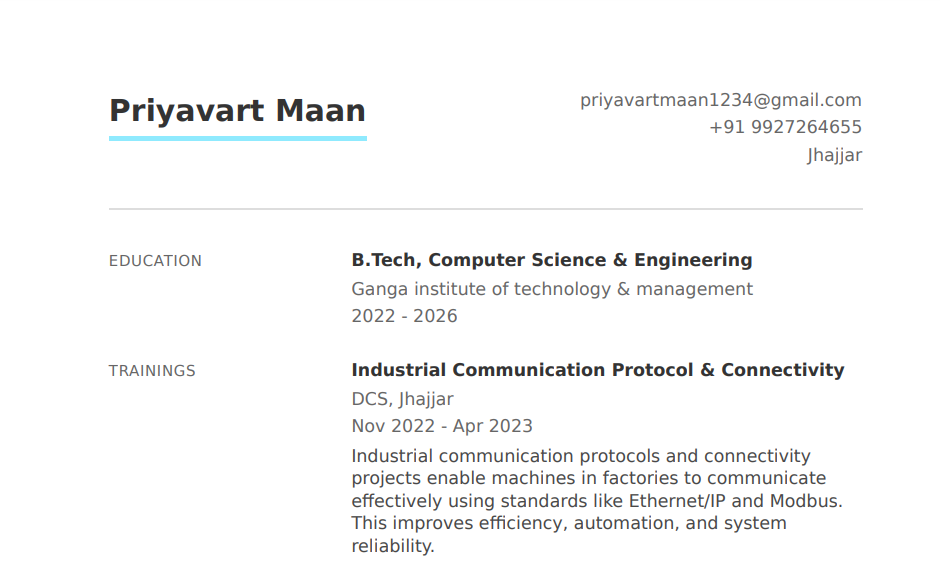 Priyavart Maan
priyavartmaan1234@gmail.com
+91 9927264655
Jhajjar
EDUCATION
B.Tech, Computer Science & Engineering
Ganga institute of technology & management
2022 - 2026
TRAININGS
Industrial Communication Protocol & Connectivity
DCS, Jhajjar
Nov 2022 - Apr 2023
Industrial communication protocols and connectivity
projects enable machines in factories to communicate
effectively using standards like Ethernet/IP and Modbus.
This improves efficiency, automation, and system
reliability.